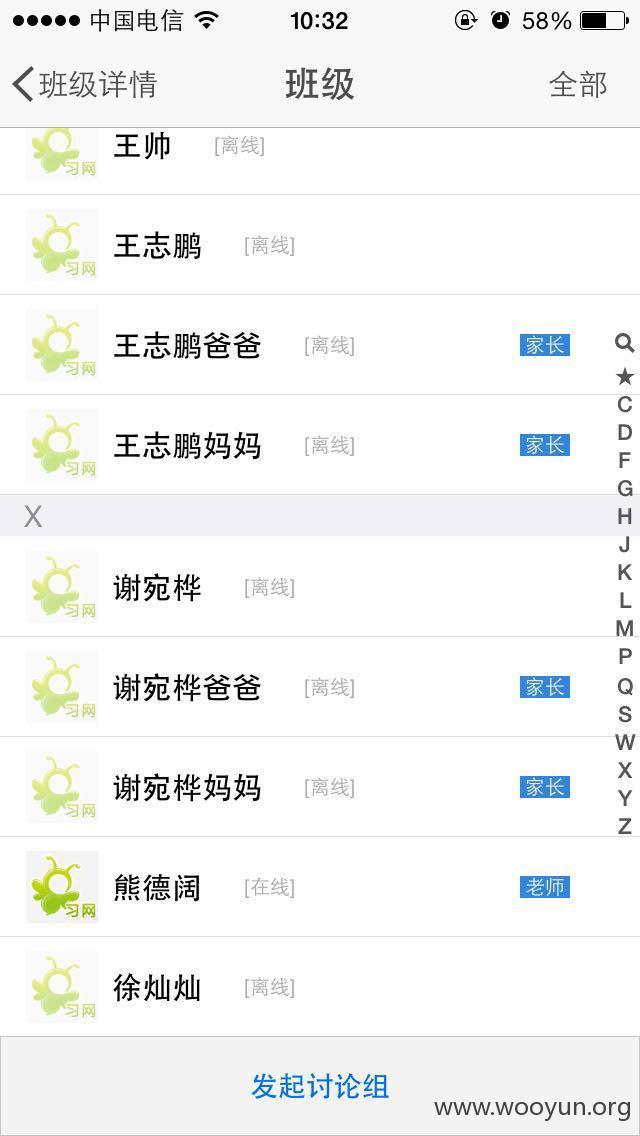 中国电信 10:32 58%
班级详情 班级 全部
王帅 [离线]
习网
王志鹏 [离线]
习网
王志鹏爸爸 [离线] 家长
习网
王志鹏妈妈 [离线] 家长
习网
X
谢宛桦 [离线]
习网
谢宛桦爸爸 [离线] 家长
习网
谢宛桦妈妈 [离线] 家长
习网
熊德阔 [在线] 老师
习网
徐灿灿 [离线]
习网
★
C
D
F
G
H
J
K
L
M
P
Q
S
W
X
Y
Z
发起讨论组
www.wooyun.org